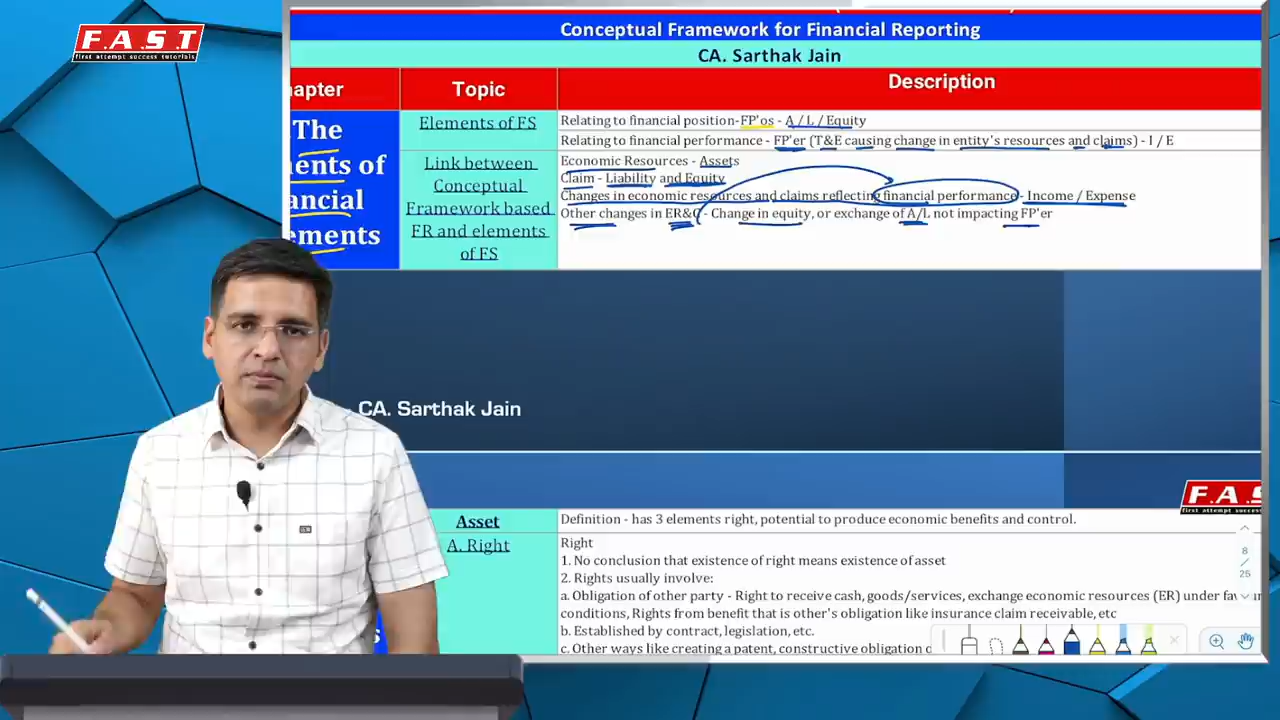 F.A.S.T
first attempt success tutorials
Conceptual Framework for Financial Reporting
CA. Sarthak Jain
hapter
Topic
Description
The
ments of
ancial
ements
Elements of FS
Relating to financial position-FP'os - A / L / Equity
Relating to financial performance - FP'er (T&E causing change in entity's resources and claims) - I / E
Link between
Conceptual
Framework based
FR and elements
of FS
Economic Resources - Assets
Claim - Liability and Equity
Changes in economic resources and claims reflecting financial performance - Income / Expense
Other changes in ER&C - Change in equity, or exchange of A/L not impacting FP'er
CA. Sarthak Jain
F.A.S
first attempt success
Asset
Definition - has 3 elements right, potential to produce economic benefits and control.
A. Right
Right
1. No conclusion that existence of right means existence of asset
2. Rights usually involve:
a. Obligation of other party - Right to receive cash, goods/services, exchange economic resources (ER) under
conditions, Rights from benefit that is other's obligation like insurance claim receivable, etc
b. Established by contract, legislation, etc.
c. Other ways like creating a patent, constructive obligation
8
/
25